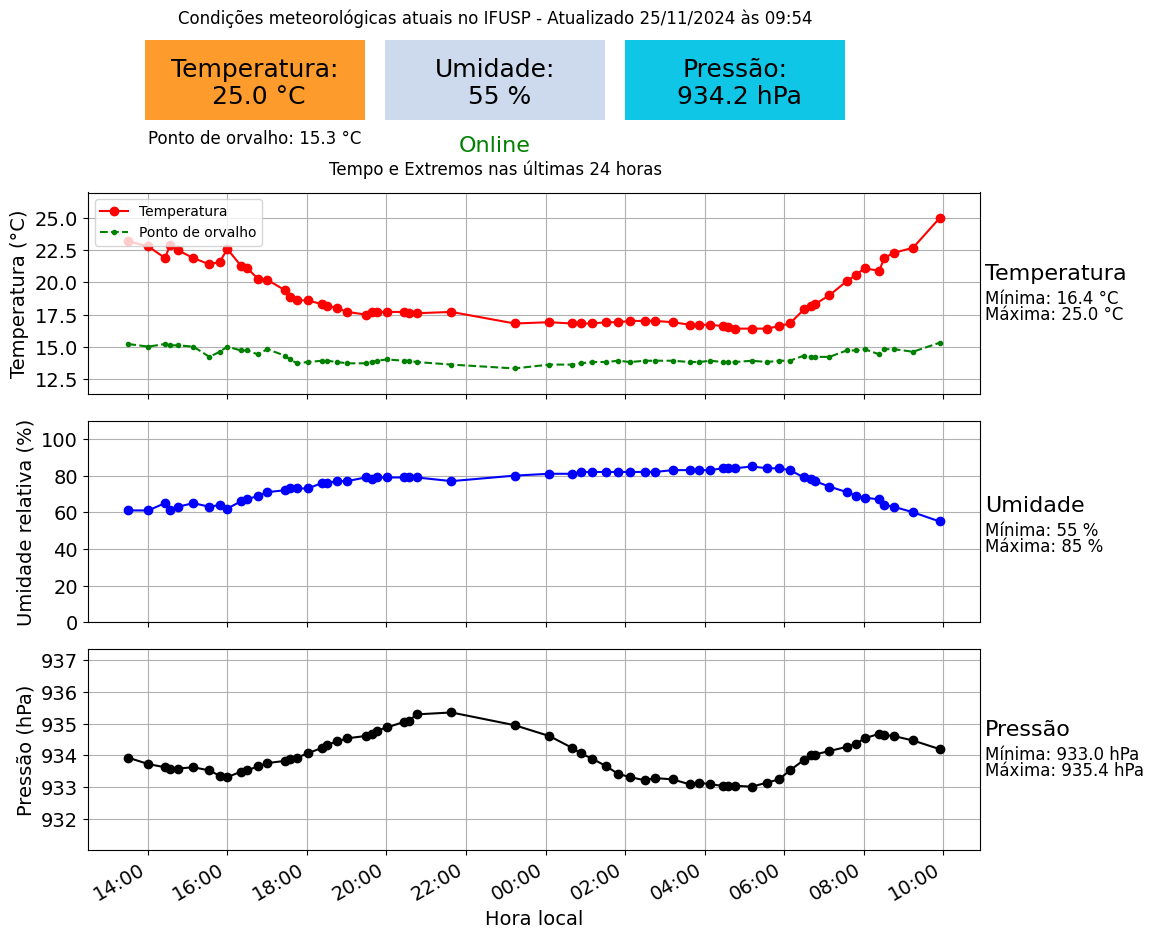 Condições meteorológicas atuais no IFUSP - Atualizado 25/11/2024 às 09:54
Temperatura:
25.0 °C
Umidade:
55 %
Pressão:
934.2 hPa
Ponto de orvalho: 15.3 °C
Online
Tempo e Extremos nas últimas 24 horas
Temperatura (°C)
25.0
22.5
20.0
17.5
15.0
12.5
Temperatura
Ponto de orvalho
Temperatura
Mínima: 16.4 °C
Máxima: 25.0 °C
Umidade relativa (%)
100
80
60
40
20
0
Umidade
Mínima: 55 %
Máxima: 85 %
Pressão (hPa)
937
936
935
934
933
932
Pressão
Mínima: 933.0 hPa
Máxima: 935.4 hPa
14:00
16:00
18:00
20:00
22:00
00:00
02:00
04:00
06:00
08:00
10:00
Hora local